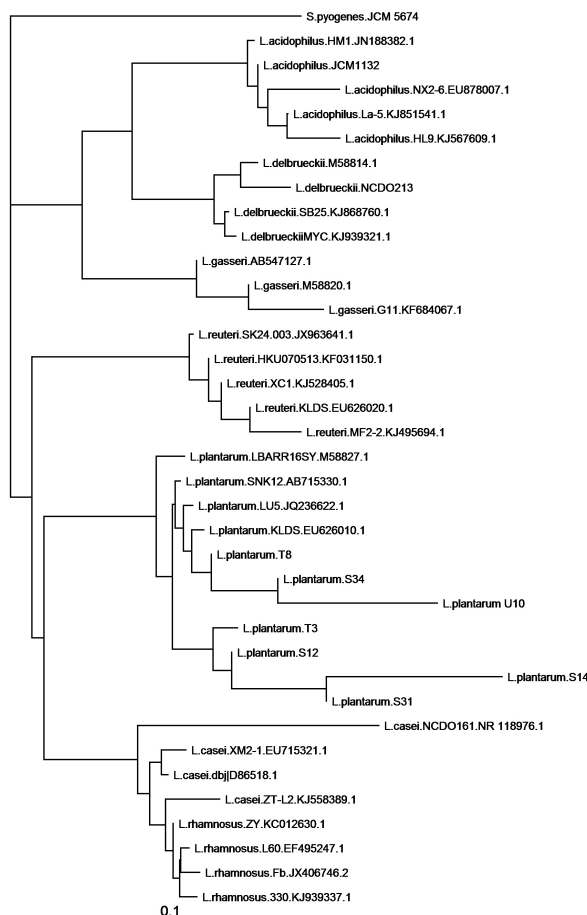 S.pyogenes.JCM 5674
L.acidophilus.HM1.JN188382.1
L.acidophilus.JCM1132
L.acidophilus.NX2-6.EU878007.1
L.acidophilus.La-5.KJ851541.1
L.acidophilus.HL9.KJ567609.1
L.delbrueckii.M58814.1
L.delbrueckii.NCDO213
L.delbrueckii.SB25.KJ868760.1
L.delbrueckiiMYC.KJ939321.1
L.gasseri.AB547127.1
L.gasseri.M58820.1
L.gasseri.G11.KF684067.1
L.reuteri.SK24.003.JX963641.1
L.reuteri.HKU070513.KF031150.1
L.reuteri.XC1.KJ528405.1
L.reuteri.KLDS.EU626020.1
L.reuteri.MF2-2.KJ495694.1
L.plantarum.LBARR16SY.M58827.1
L.plantarum.SNK12.AB715330.1
L.plantarum.LU5.JQ236622.1
L.plantarum.KLDS.EU626010.1
L.plantarum.T8
L.plantarum.S34
L.plantarum U10
L.plantarum.T3
L.plantarum.S12
L.plantarum.S14
L.plantarum.S31
L.casei.NCDO161.NR 118976.1
L.casei.XM2-1.EU715321.1
L.casei.dbj|D86518.1
L.casei.ZT-L2.KJ558389.1
L.rhamnosus.ZY.KC012630.1
L.rhamnosus.L60.EF495247.1
L.rhamnosus.Fb.JX406746.2
L.rhamnosus.330.KJ939337.1
0.1